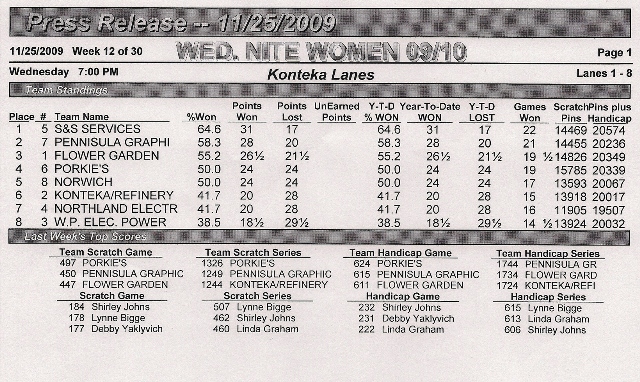 Press Release -- 11/25/2009
11/25/2009 Week 12 of 30 WED. NITE WOMEN 09/10 Page 1
Wednesday 7:00 PM Konteka Lanes Lanes 1 - 8
Team Standings
Points Points UnEarned Y-T-D Year-To-Date Y-T-D Games Scratch Pins plus
Place # Team Name %Won Won Lost Points % WON WON LOST Won Pins Handicap
1 5 S&S SERVICES 64.6 31 17 64.6 31 17 22 14469 20574
2 7 PENNISULA GRAPHI 58.3 28 20 58.3 28 20 21 14455 20236
3 1 FLOWER GARDEN 55.2 26½ 21½ 55.2 26½ 21½ 19 ½ 14826 20349
4 6 PORKIE'S 50.0 24 24 50.0 24 24 19 15785 20339
5 8 NORWICH 50.0 24 24 50.0 24 24 17 13593 20067
6 2 KONTEKA/REFINERY 41.7 20 28 41.7 20 28 15 13918 20017
7 4 NORTHLAND ELECTR 41.7 20 28 41.7 20 28 16 11905 19507
8 3 W.P. ELEC. POWER 38.5 18½ 29½ 38.5 18½ 29½ 14 ½ 13924 20032
Last Week's Top Scores
Team Scratch Game Team Scratch Series Team Handicap Game Team Handicap Series
497 PORKIE'S 1326 PORKIE'S 624 PORKIE'S 1744 PENNISULA GR
450 PENNISULA GRAPHIC 1249 PENNISULA GRAPHIC 615 PENNISULA GRAPHIC 1734 FLOWER GARD
447 FLOWER GARDEN 1244 KONTEKA/REFINERY 611 FLOWER GARDEN 1724 KONTEKA/REFI
Scratch Game Scratch Series Handicap Game Handicap Series
184 Shirley Johns 507 Lynne Bigge 232 Shirley Johns 615 Lynne Bigge
178 Lynne Bigge 462 Shirley Johns 231 Debby Yaklyvich 613 Linda Graham
177 Debby Yaklyvich 460 Linda Graham 222 Linda Graham 606 Shirley Johns